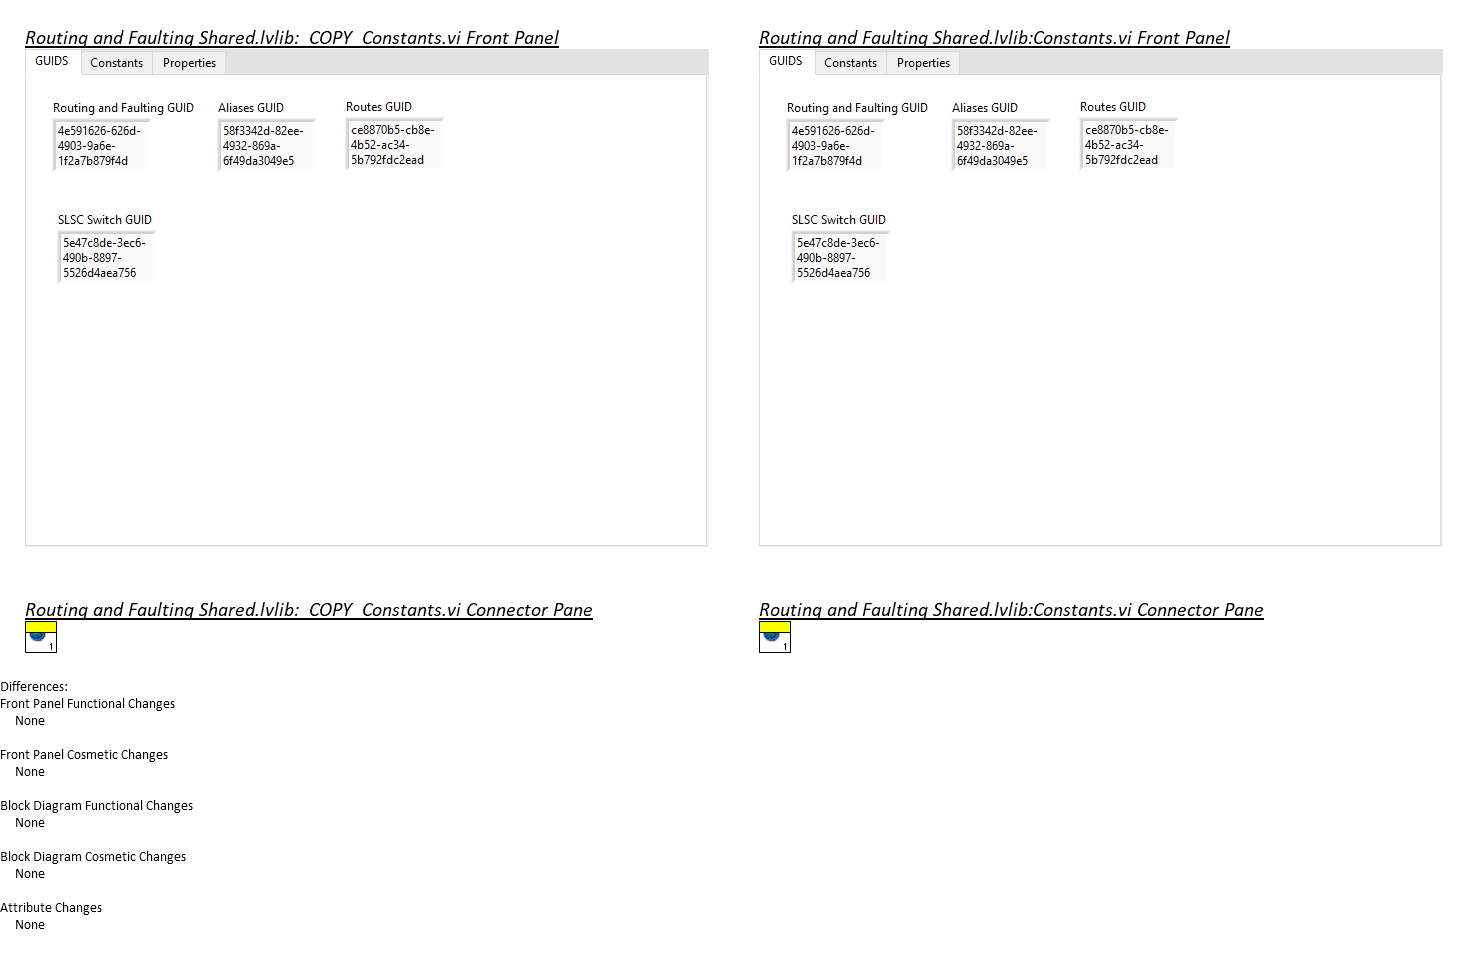 Routing and Faulting Shared.lvlib:_COPY_Constants.vi Front Panel
GUIDS Constants Properties
Routing and Faulting GUID Aliases GUID Routes GUID
4e591626-626d- 58f3342d-82ee- ce8870b5-cb8e-
4903-9a6e- 4932-869a- 4b52-ac34-
1f2a7b879f4d 6f49da3049e5 5b792fdc2ead
SLSC Switch GUID
5e47c8de-3ec6-
490b-8897-
5526d4aea756
Routing and Faulting Shared.lvlib:Constants.vi Front Panel
GUIDS Constants Properties
Routing and Faulting GUID Aliases GUID Routes GUID
4e591626-626d- 58f3342d-82ee- ce8870b5-cb8e-
4903-9a6e- 4932-869a- 4b52-ac34-
1f2a7b879f4d 6f49da3049e5 5b792fdc2ead
SLSC Switch GUID
5e47c8de-3ec6-
490b-8897-
5526d4aea756
Routing and Faulting Shared.lvlib:_COPY_Constants.vi Connector Pane
1
Routing and Faulting Shared.lvlib:Constants.vi Connector Pane
1
Differences:
Front Panel Functional Changes
None
Front Panel Cosmetic Changes
None
Block Diagram Functional Changes
None
Block Diagram Cosmetic Changes
None
Attribute Changes
None